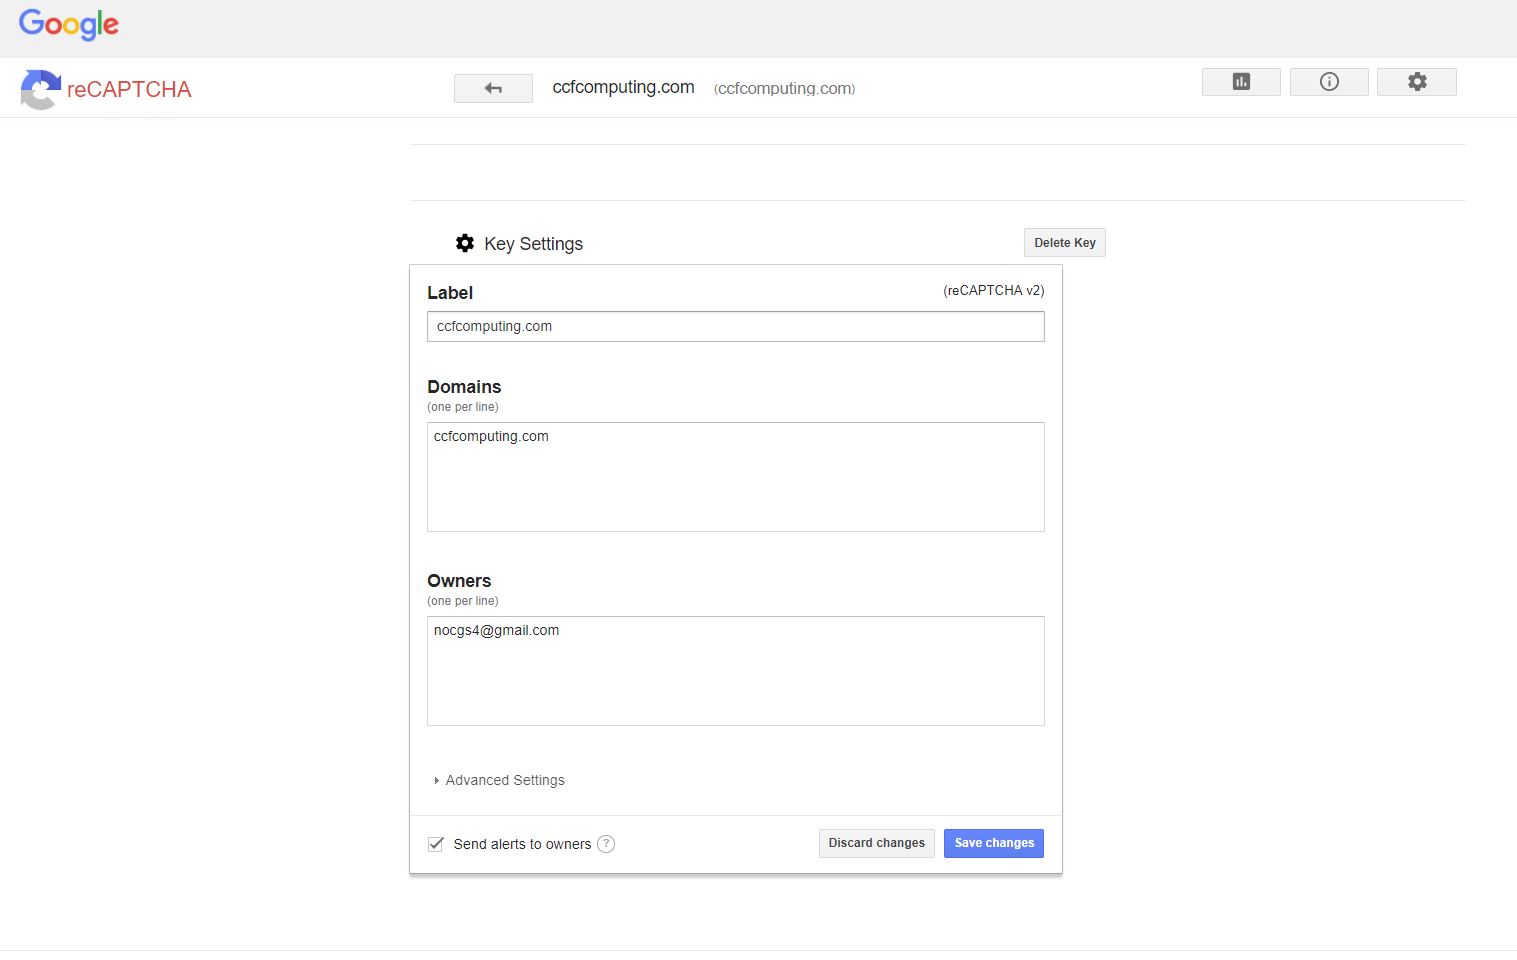 Google
reCAPTCHA
ccfcomputing.com (ccfcomputing.com)
Key Settings
Delete Key
Label
(reCAPTCHA v2)
ccfcomputing.com
Domains
(one per line)
ccfcomputing.com
Owners
(one per line)
nocgs4@gmail.com
Advanced Settings
Send alerts to owners ?
Discard changes
Save changes